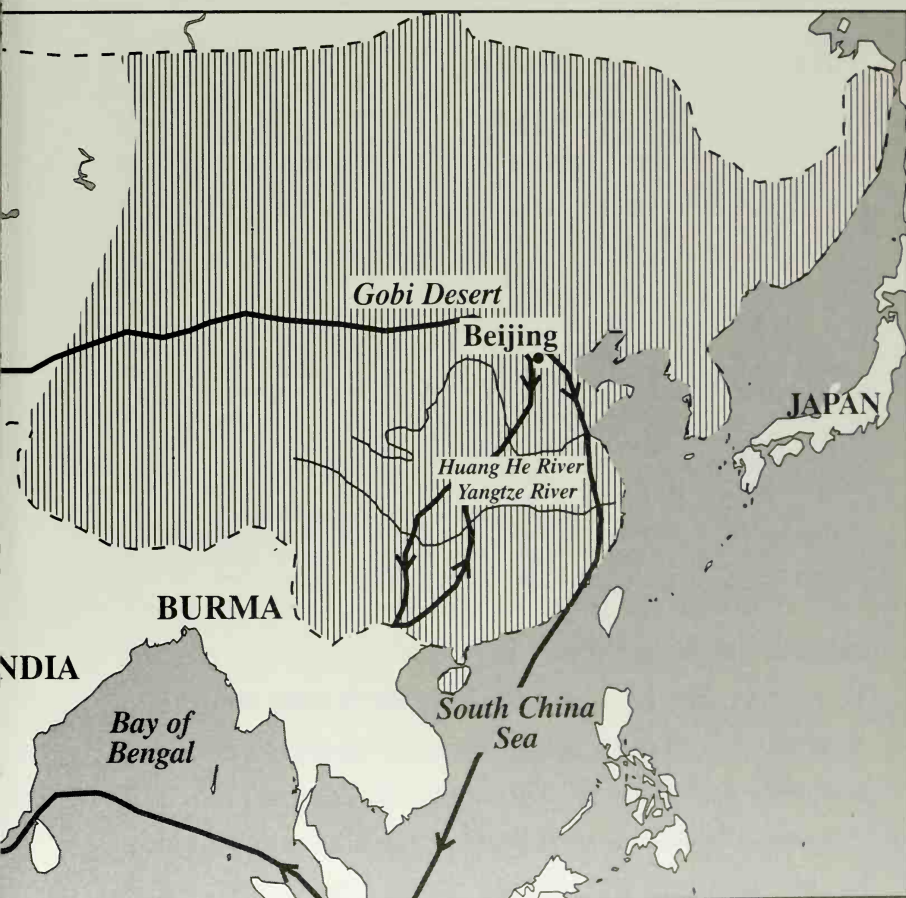 Gobi Desert
Beijing
JAPAN
Huang He River
Yangtze River
BURMA
NDIA
Bay of
Bengal
South China
Sea